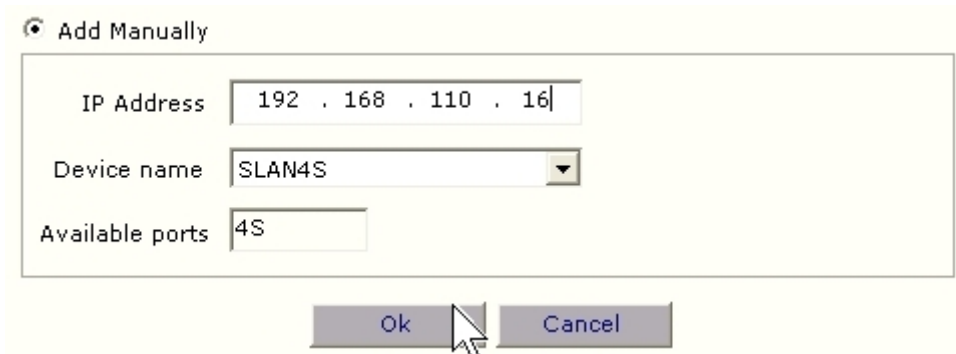 Add Manually
IP Address 192 . 168 . 110 . 16
Device name SLAN4S
Available ports 4S
Ok Cancel